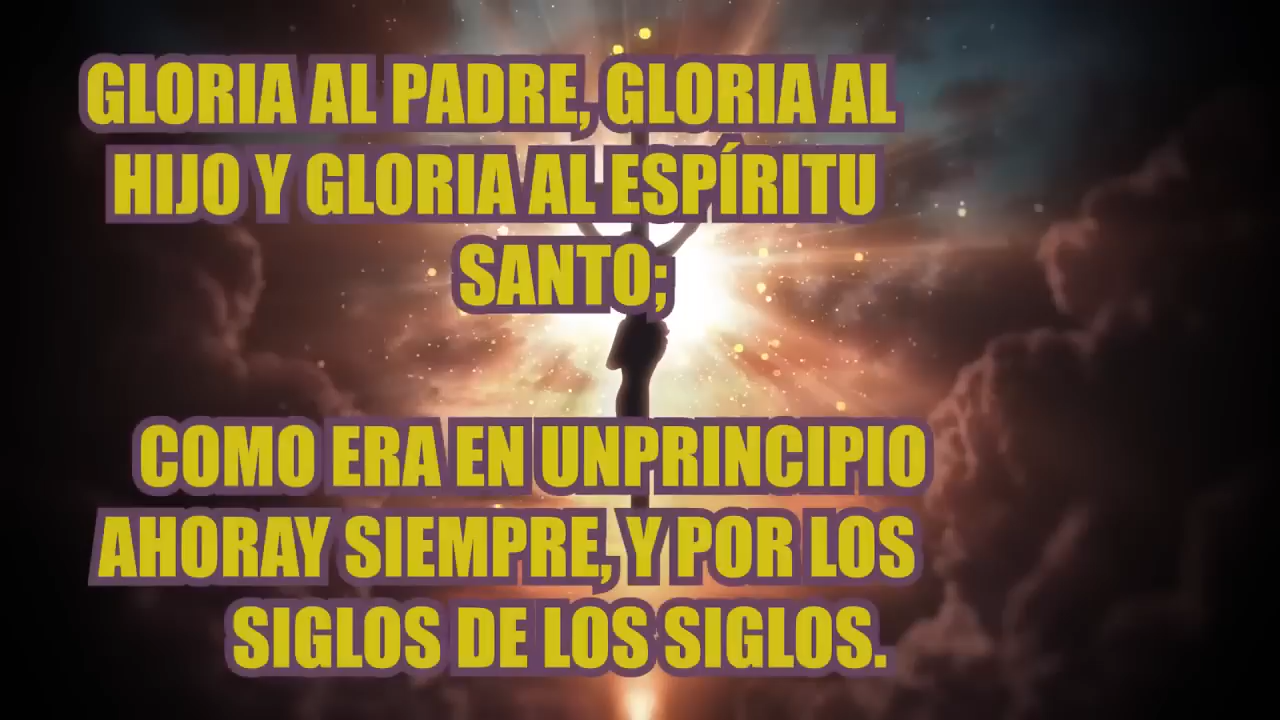 GLORIA AL PADRE, GLORIA AL
HIJO Y GLORIA AL ESPÍRITU
SANTO;
COMO ERA EN UNPRINCIPIO
AHORAY SIEMPRE, Y POR LOS
SIGLOS DE LOS SIGLOS.